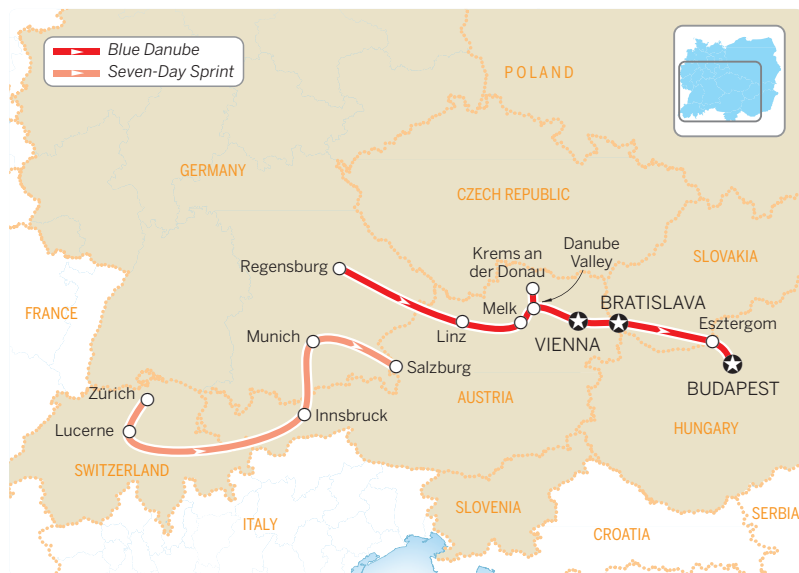 Blue Danube
Seven-Day Sprint
POLAND
GERMANY
CZECH REPUBLIC
Danube
Valley
Krems an
der Donau
SLOVAKIA
Regensburg
FRANCE
Melk
BRATISLAVA
Linz
VIENNA
Esztergom
Munich
Salzburg
BUDAPEST
Zürich
AUSTRIA
Innsbruck
Lucerne
HUNGARY
SWITZERLAND
SLOVENIA
SERBIA
ITALY
CROATIA